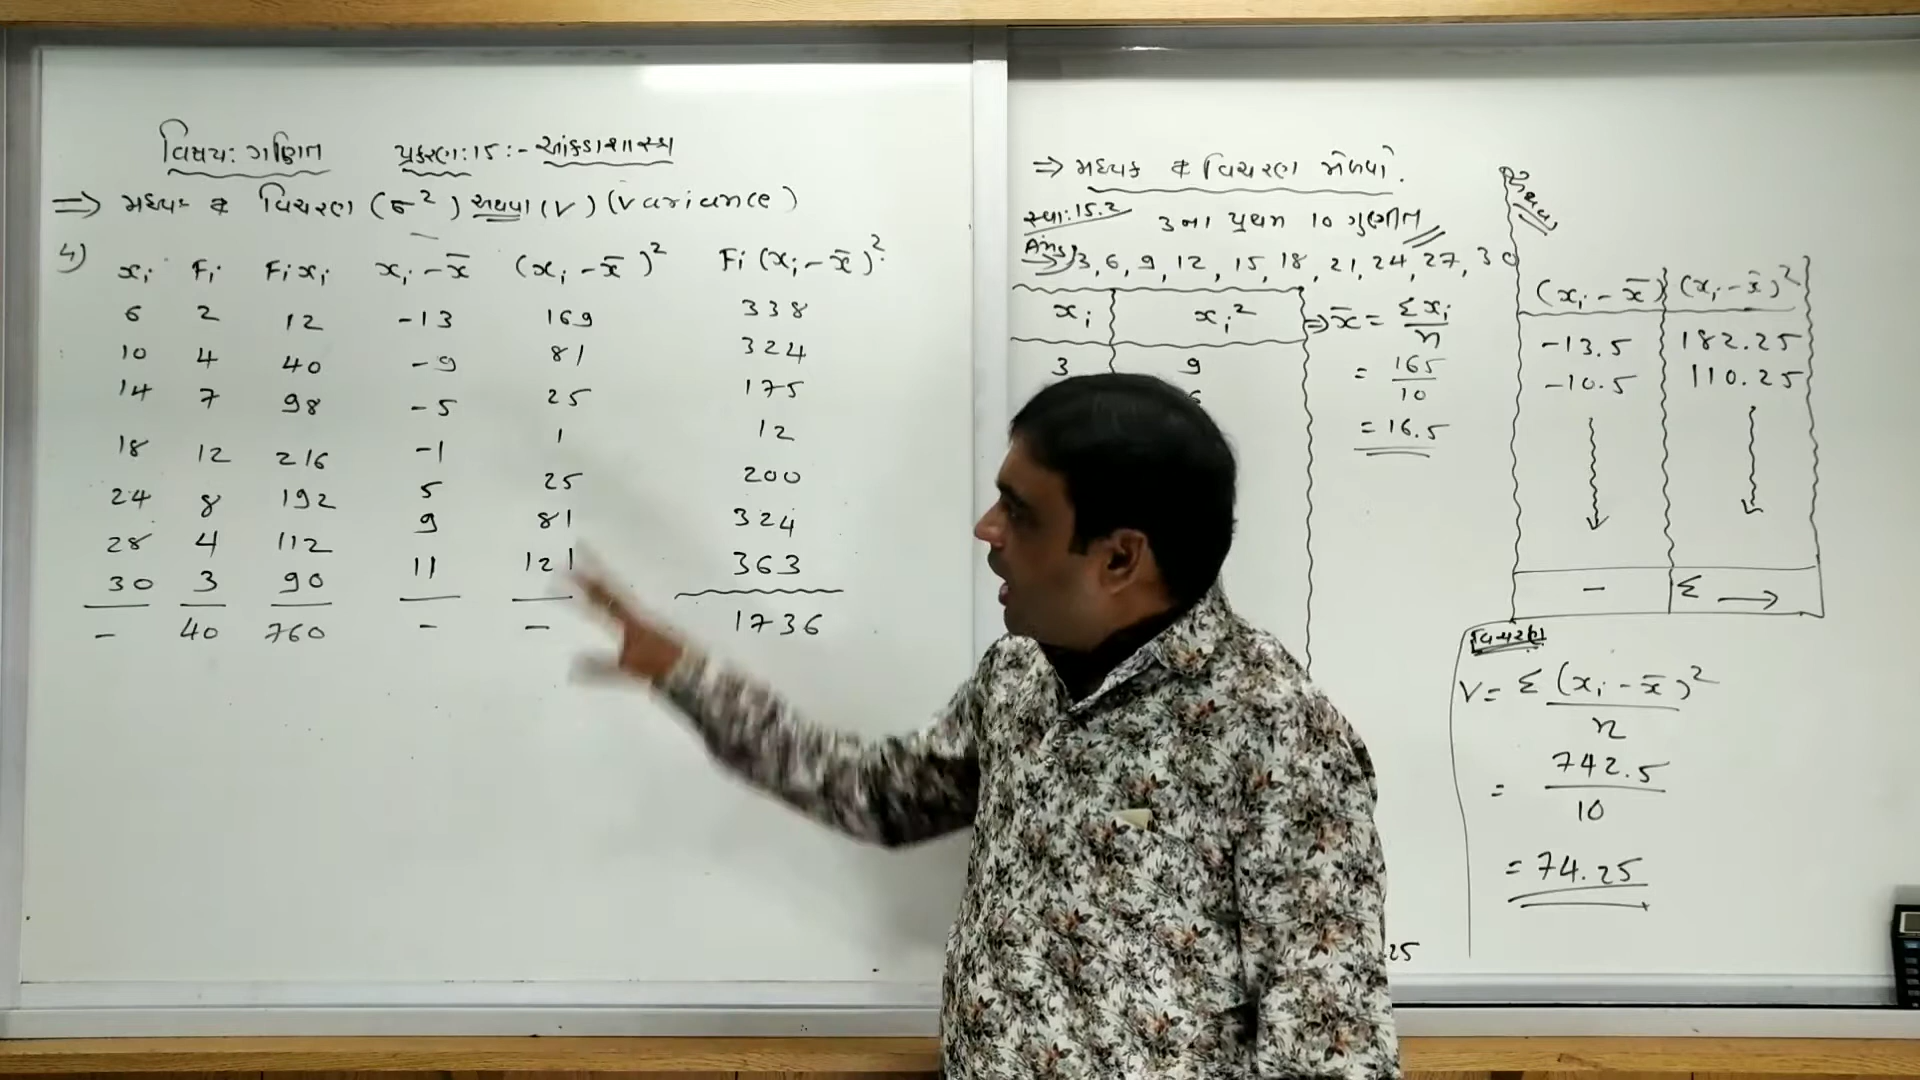 વિષય: ગણિત પ્રકરણ:15:- આંકડાશાસ્ત્ર
⇒ મધ્યક ક વિચરણ (σ²) અથવા (V) (Variance)
4)
xi Fi Fixi xi - x̄ (xi - x̄)² Fi (xi - x̄)²
6 2 12 -13 169 338
10 4 40 -9 81 324
14 7 98 -5 25 175
18 12 216 -1 1 12
24 8 192 5 25 200
28 4 112 9 81 324
30 3 90 11 121 363
- 40 760 - - 1736
⇒ મધ્યક ક વિચરણ મેળવો.
સ્વા:15.2 3ના પ્રથમ 10 ગુણીત
Ans) 3, 6, 9, 12, 15, 18, 21, 24, 27, 30
xi xi²
3 9
6
⇒ x̄ = Σxi / n
= 165 / 10
= 16.5
અથવા
(xi - x̄) (xi - x̄)²
-13.5 182.25
-10.5 110.25
- Σ →
વિચરણ
V = Σ (xi - x̄)² / n
= 742.5 / 10
= 74.25
.25